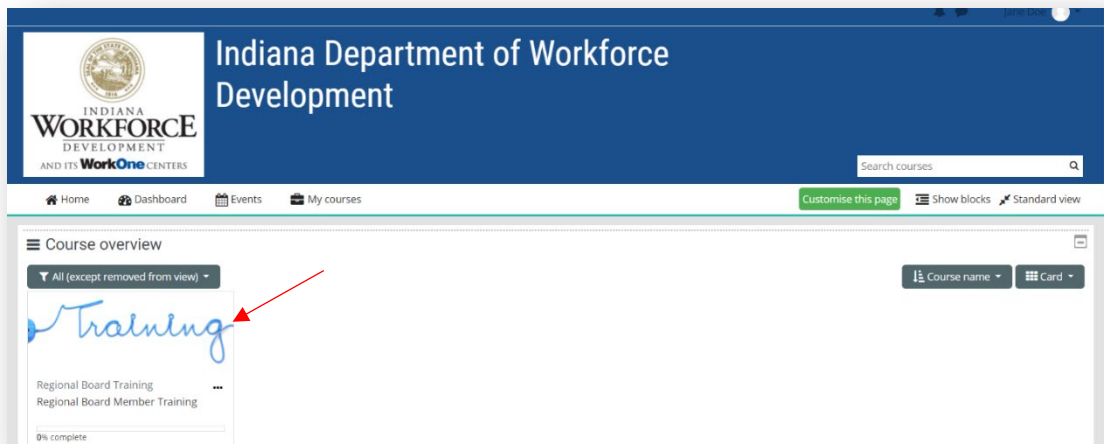 Jane Doe
Indiana Department of Workforce
Development
INDIANA
WORKFORCE
DEVELOPMENT
AND ITS WorkOne CENTERS
Search courses
Home Dashboard Events My courses Customise this page Show blocks Standard view
Course overview
All (except removed from view) Course name Card
Training
Regional Board Training
Regional Board Member Training
0% complete